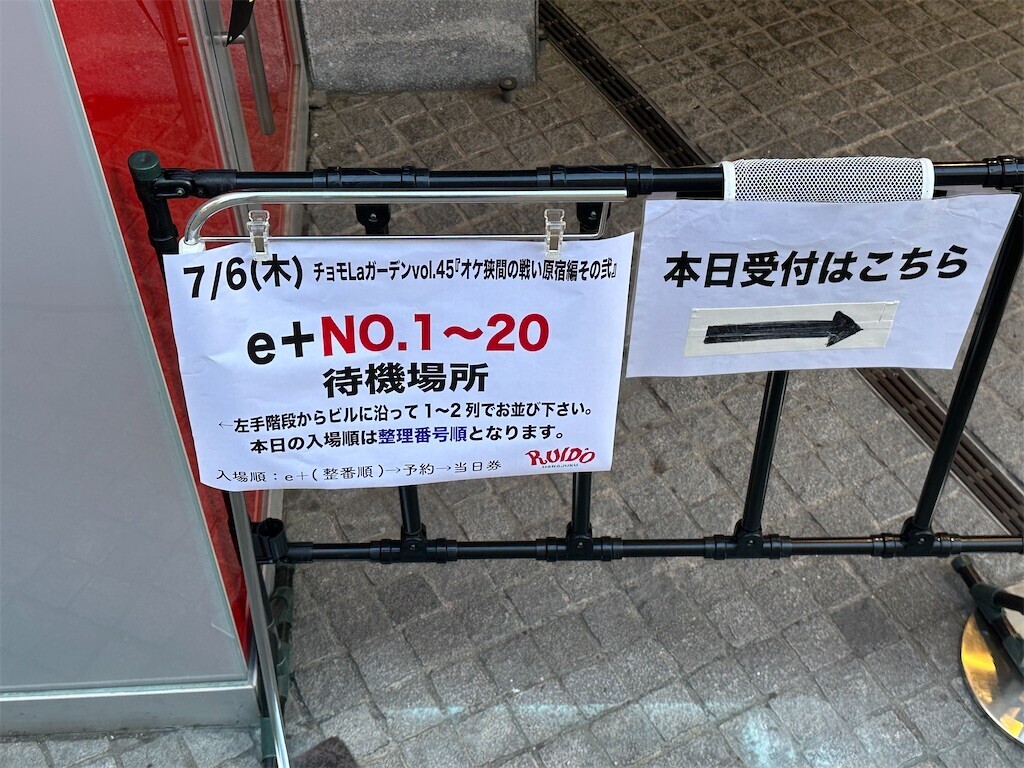 7/6(木) チョモLaガーデンvol.45『オケ狭間の戦い原宿編その弐』
e+NO.1〜20
待機場所
←左手階段からビルに沿って1〜2列でお並び下さい。
本日の入場順は整理番号順となります。
入場順：e+(整番順)→予約→当日券
RUIDO
HARAJUKU
本日受付はこちら
→